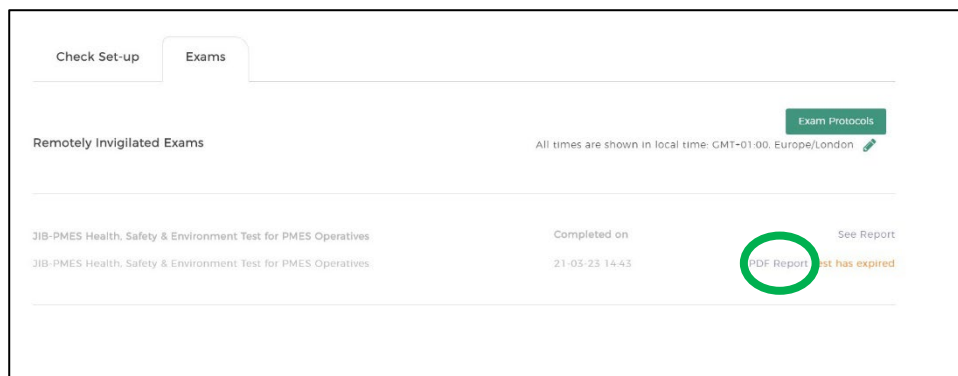 Check Set-up Exams
Exam Protocols
Remotely Invigilated Exams
All times are shown in local time: GMT+01:00, Europe/London
JIB-PMES Health, Safety & Environment Test for PMES Operatives Completed on See Report
JIB-PMES Health, Safety & Environment Test for PMES Operatives 21-03-23 14:43 PDF Report has expired